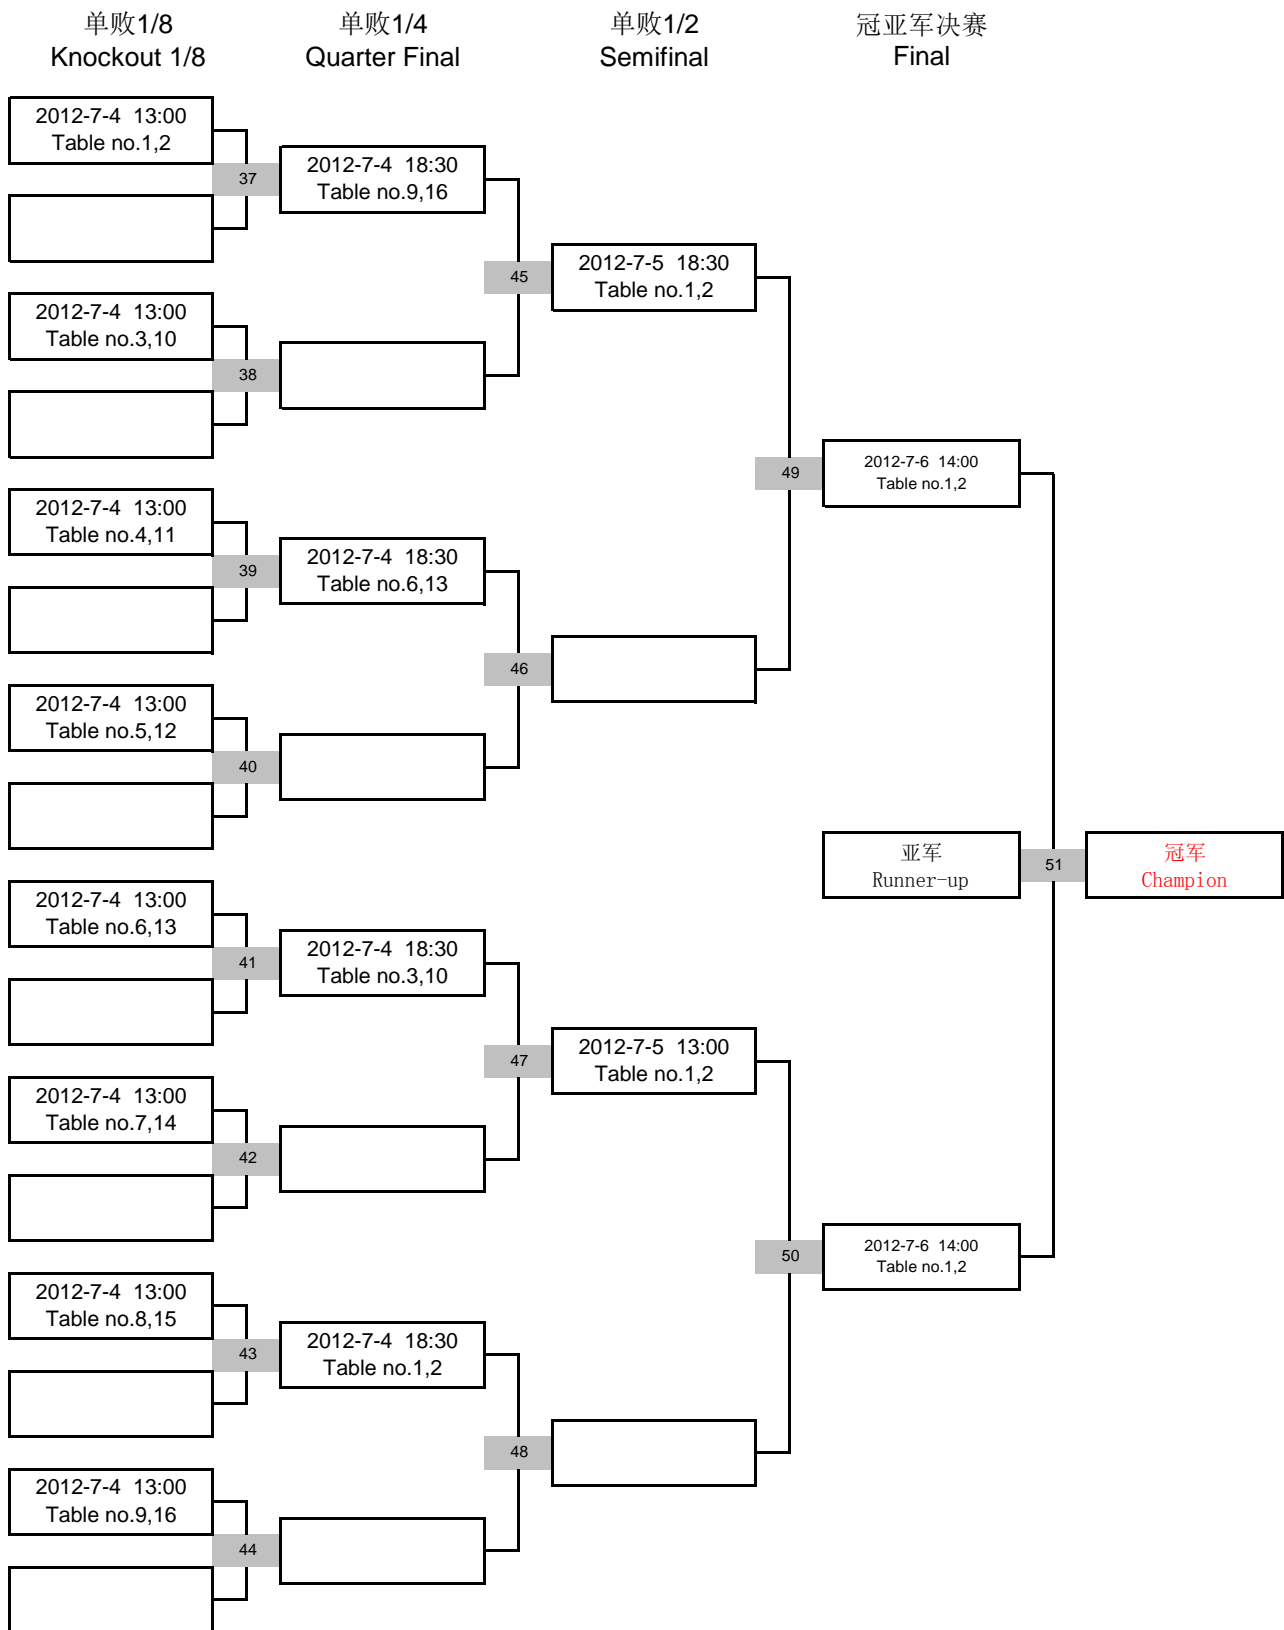 单败1/8
Knockout 1/8
单败1/4
Quarter Final
单败1/2
Semifinal
冠亚军决赛
Final
2012-7-4 13:00
Table no.1,2
37
2012-7-4 18:30
Table no.9,16
45
2012-7-5 18:30
Table no.1,2
2012-7-4 13:00
Table no.3,10
38
49
2012-7-6 14:00
Table no.1,2
2012-7-4 13:00
Table no.4,11
39
2012-7-4 18:30
Table no.6,13
46
2012-7-4 13:00
Table no.5,12
40
亚军
Runner-up
51
冠军
Champion
2012-7-4 13:00
Table no.6,13
41
2012-7-4 18:30
Table no.3,10
47
2012-7-5 13:00
Table no.1,2
2012-7-4 13:00
Table no.7,14
42
50
2012-7-6 14:00
Table no.1,2
2012-7-4 13:00
Table no.8,15
43
2012-7-4 18:30
Table no.1,2
48
2012-7-4 13:00
Table no.9,16
44